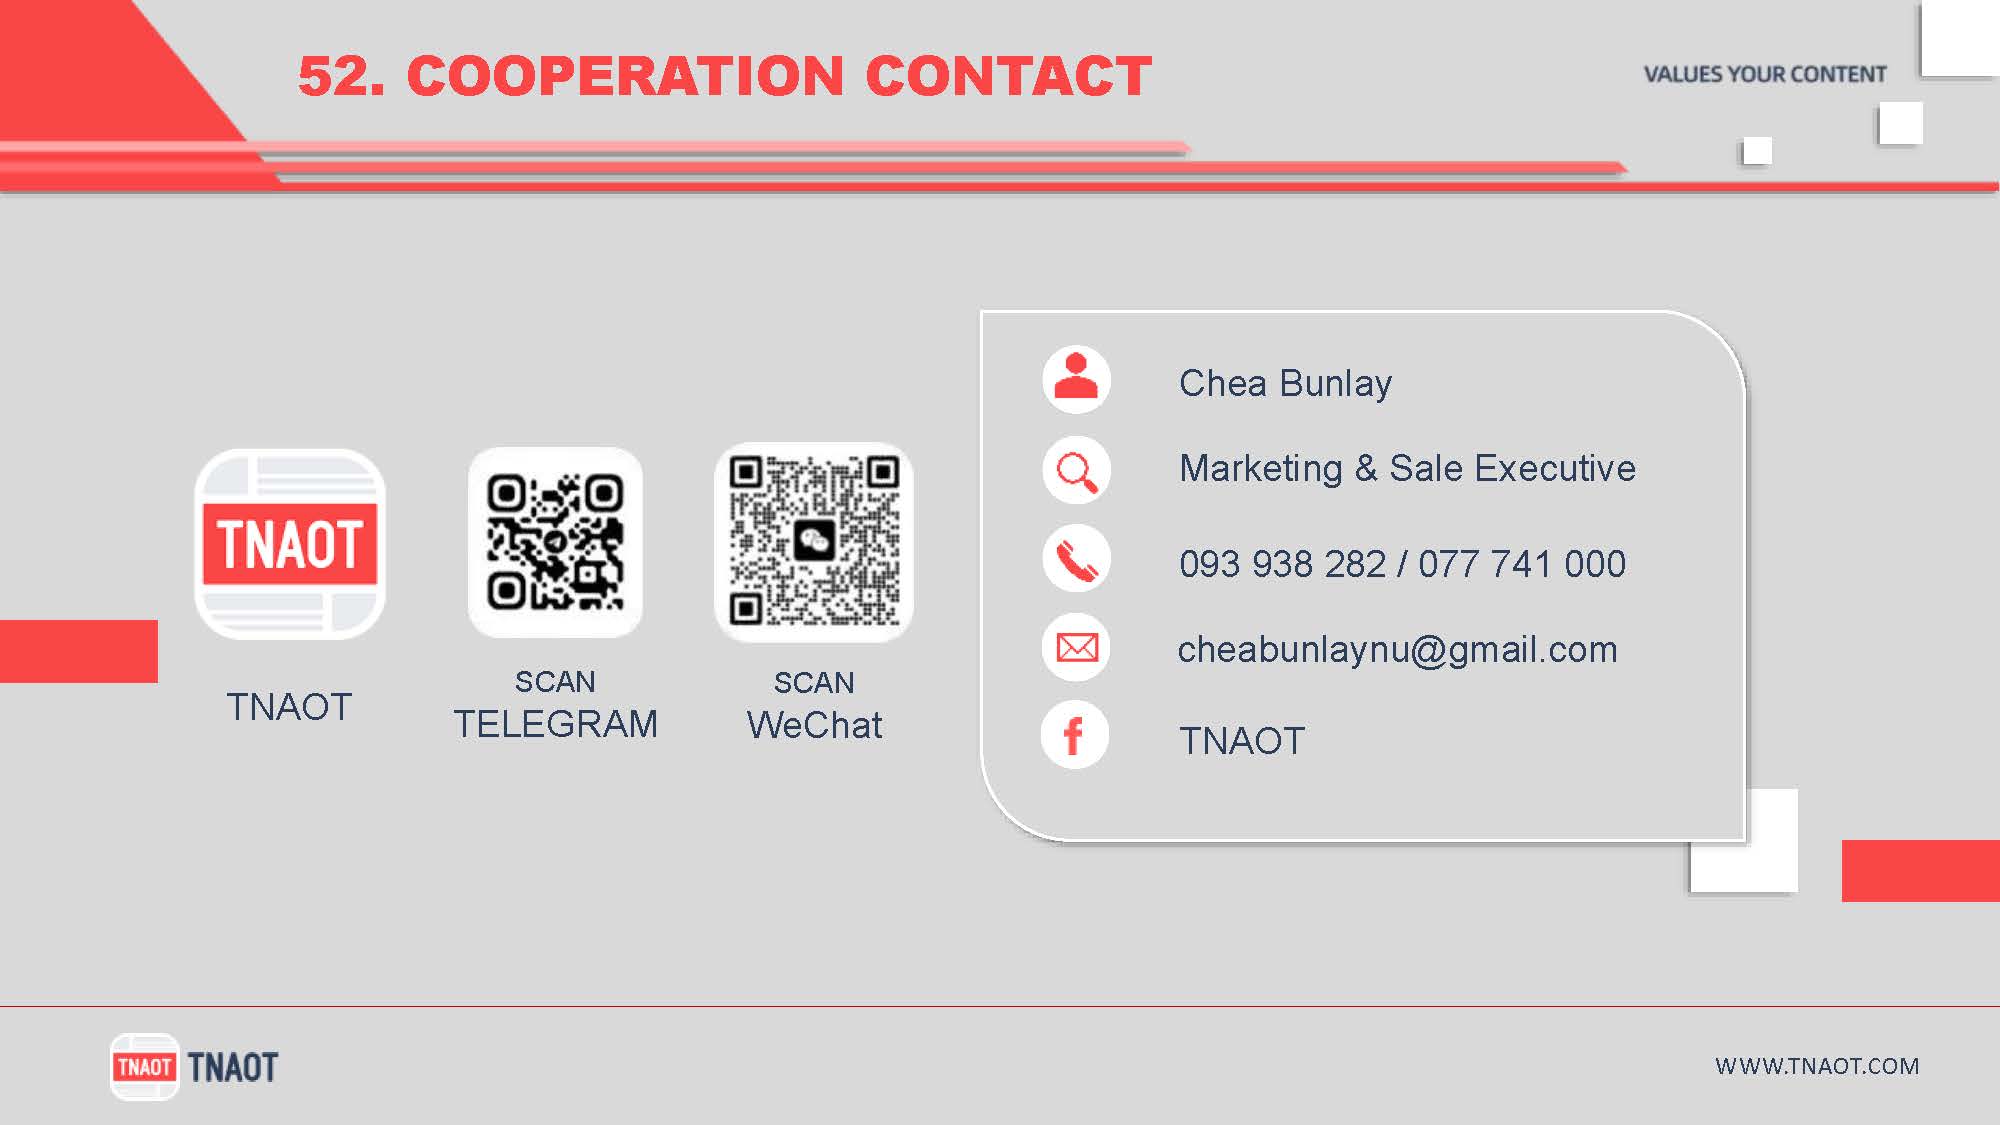 52. COOPERATION CONTACT
VALUES YOUR CONTENT
TNAOT
TNAOT
SCAN
TELEGRAM
SCAN
WeChat
Chea Bunlay
Marketing & Sale Executive
093 938 282 / 077 741 000
cheabunlaynu@gmail.com
TNAOT
TNAOT
TNAOT
WWW.TNAOT.COM